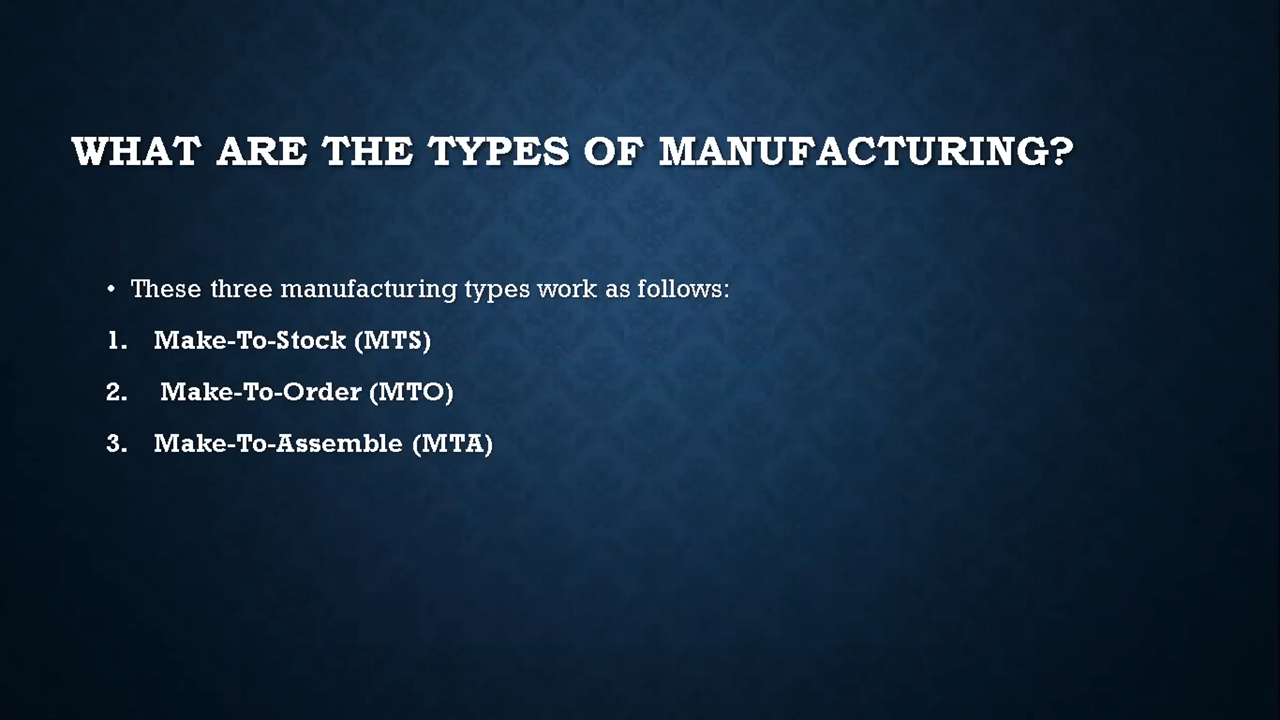 WHAT ARE THE TYPES OF MANUFACTURING?
• These three manufacturing types work as follows:
1. Make-To-Stock (MTS)
2. Make-To-Order (MTO)
3. Make-To-Assemble (MTA)